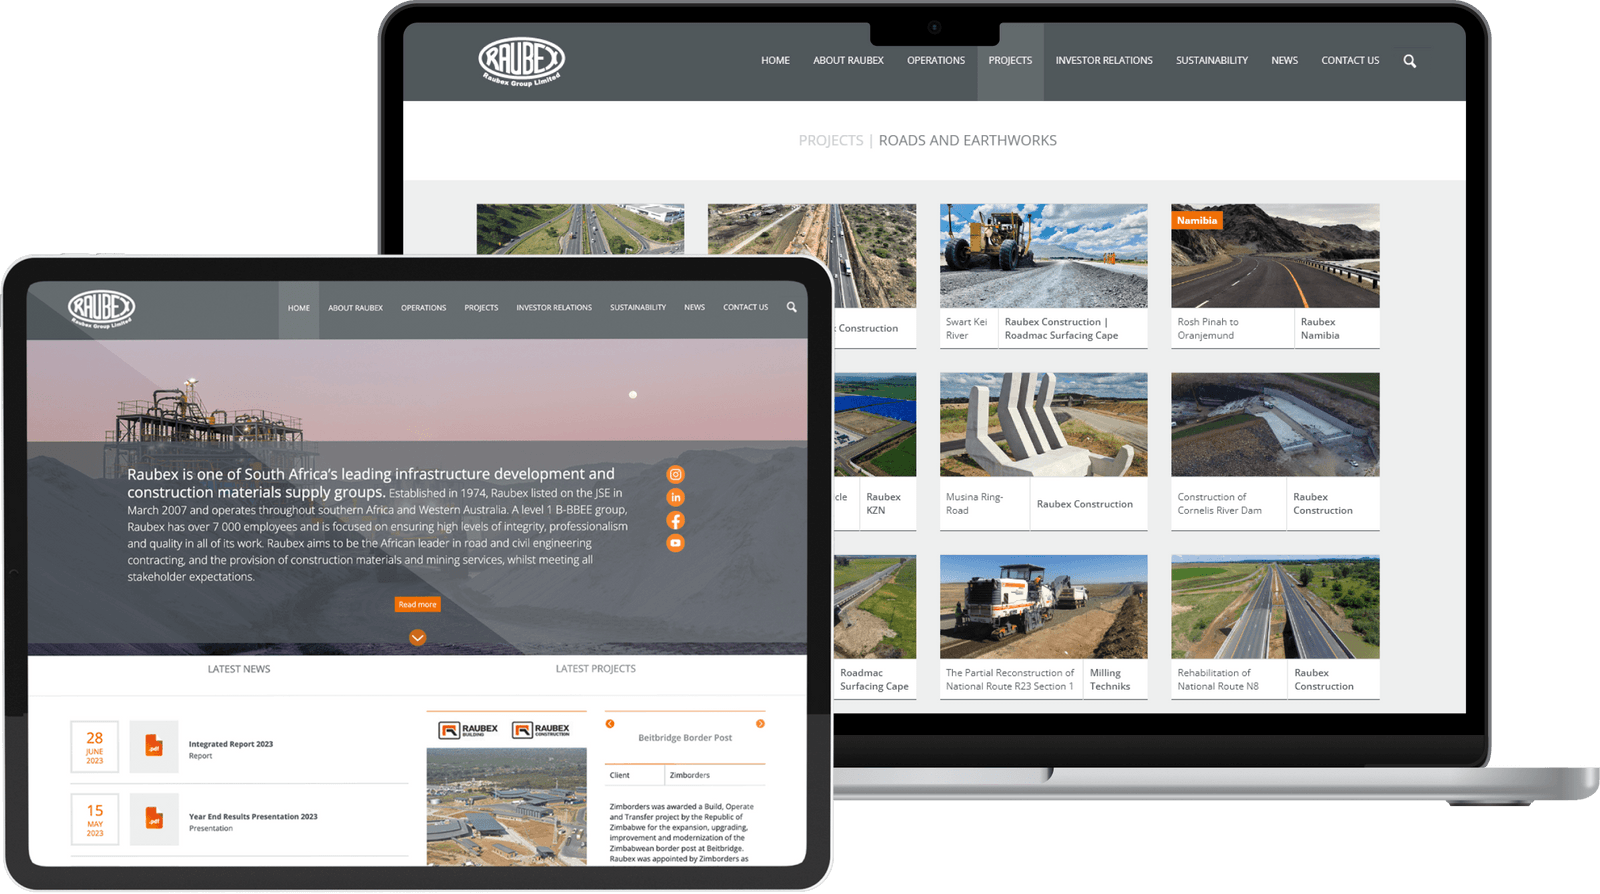 RAUBEX
Raubex Group Limited
HOME ABOUT RAUBEX OPERATIONS PROJECTS INVESTOR RELATIONS SUSTAINABILITY NEWS CONTACT US
PROJECTS | ROADS AND EARTHWORKS
Namibia
Construction
Swart Kei
River
Raubex Construction |
Roadmac Surfacing Cape
Rosh Pinah to
Oranjemund
Raubex
Namibia
cle
Raubex
KZN
Musina Ring-
Road
Raubex Construction
Construction of
Cornelis River Dam
Raubex
Construction
Roadmac
Surfacing Cape
The Partial Reconstruction of
National Route R23 Section 1
Milling
Techniks
Rehabilitation of
National Route N8
Raubex
Construction
RAUBEX
Raubex Group Limited
HOME ABOUT RAUBEX OPERATIONS PROJECTS INVESTOR RELATIONS SUSTAINABILITY NEWS CONTACT US
Raubex is one of South Africa's leading infrastructure development and
construction materials supply groups. Established in 1974, Raubex listed on the JSE in
March 2007 and operates throughout southern Africa and Western Australia. A level 1 B-BBEE group,
Raubex has over 7 000 employees and is focused on ensuring high levels of integrity, professionalism
and quality in all of its work. Raubex aims to be the African leader in road and civil engineering
contracting, and the provision of construction materials and mining services, whilst meeting all
stakeholder expectations.
Read more
LATEST NEWS
LATEST PROJECTS
28
JUNE
2023
.pdf
Integrated Report 2023
Report
15
MAY
2023
.pdf
Year End Results Presentation 2023
Presentation
RAUBEX
BUILDING
RAUBEX
CONSTRUCTION
Beitbridge Border Post
Client
Zimborders
Zimborders was awarded a Build, Operate
and Transfer project by the Republic of
Zimbabwe for the expansion, upgrading,
improvement and modernization of the
Zimbabwean border post at Beitbridge.
Raubex was appointed by Zimborders as